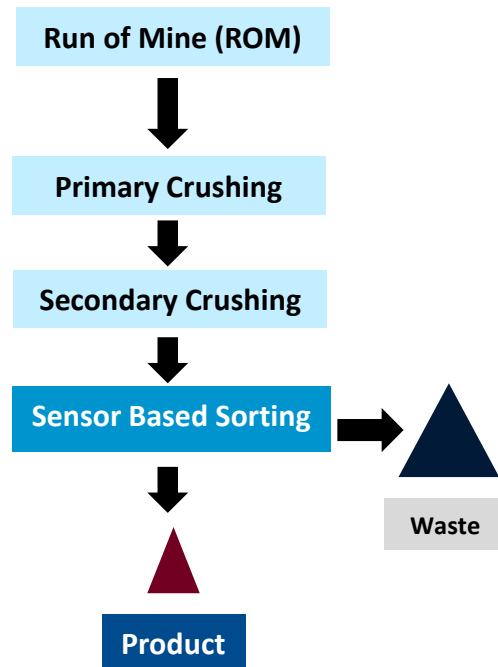 Run of Mine (ROM)
Primary Crushing
Secondary Crushing
Sensor Based Sorting
Waste
Product